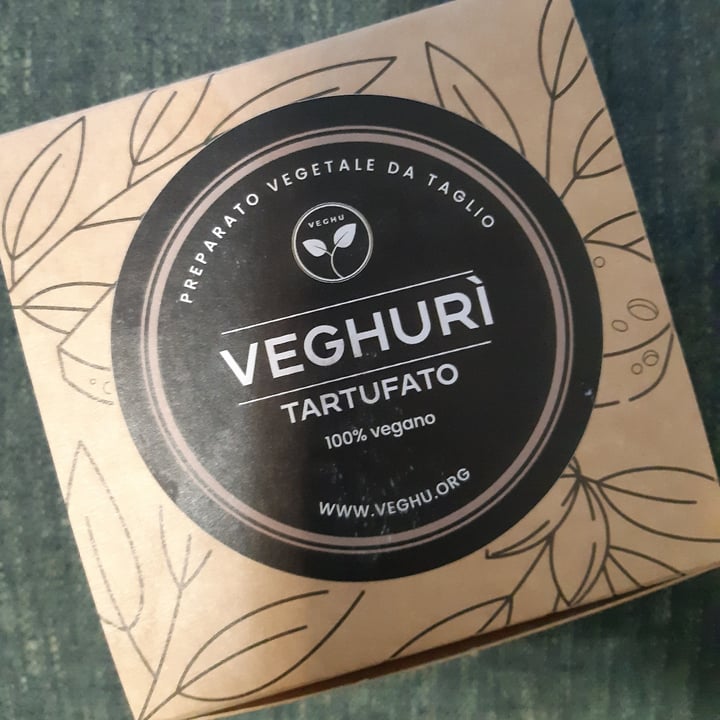 PREPARATO VEGETALE DA TAGLIO
VEGHU
VEGHURÌ
TARTUFATO
100% vegano
WWW.VEGHU.ORG